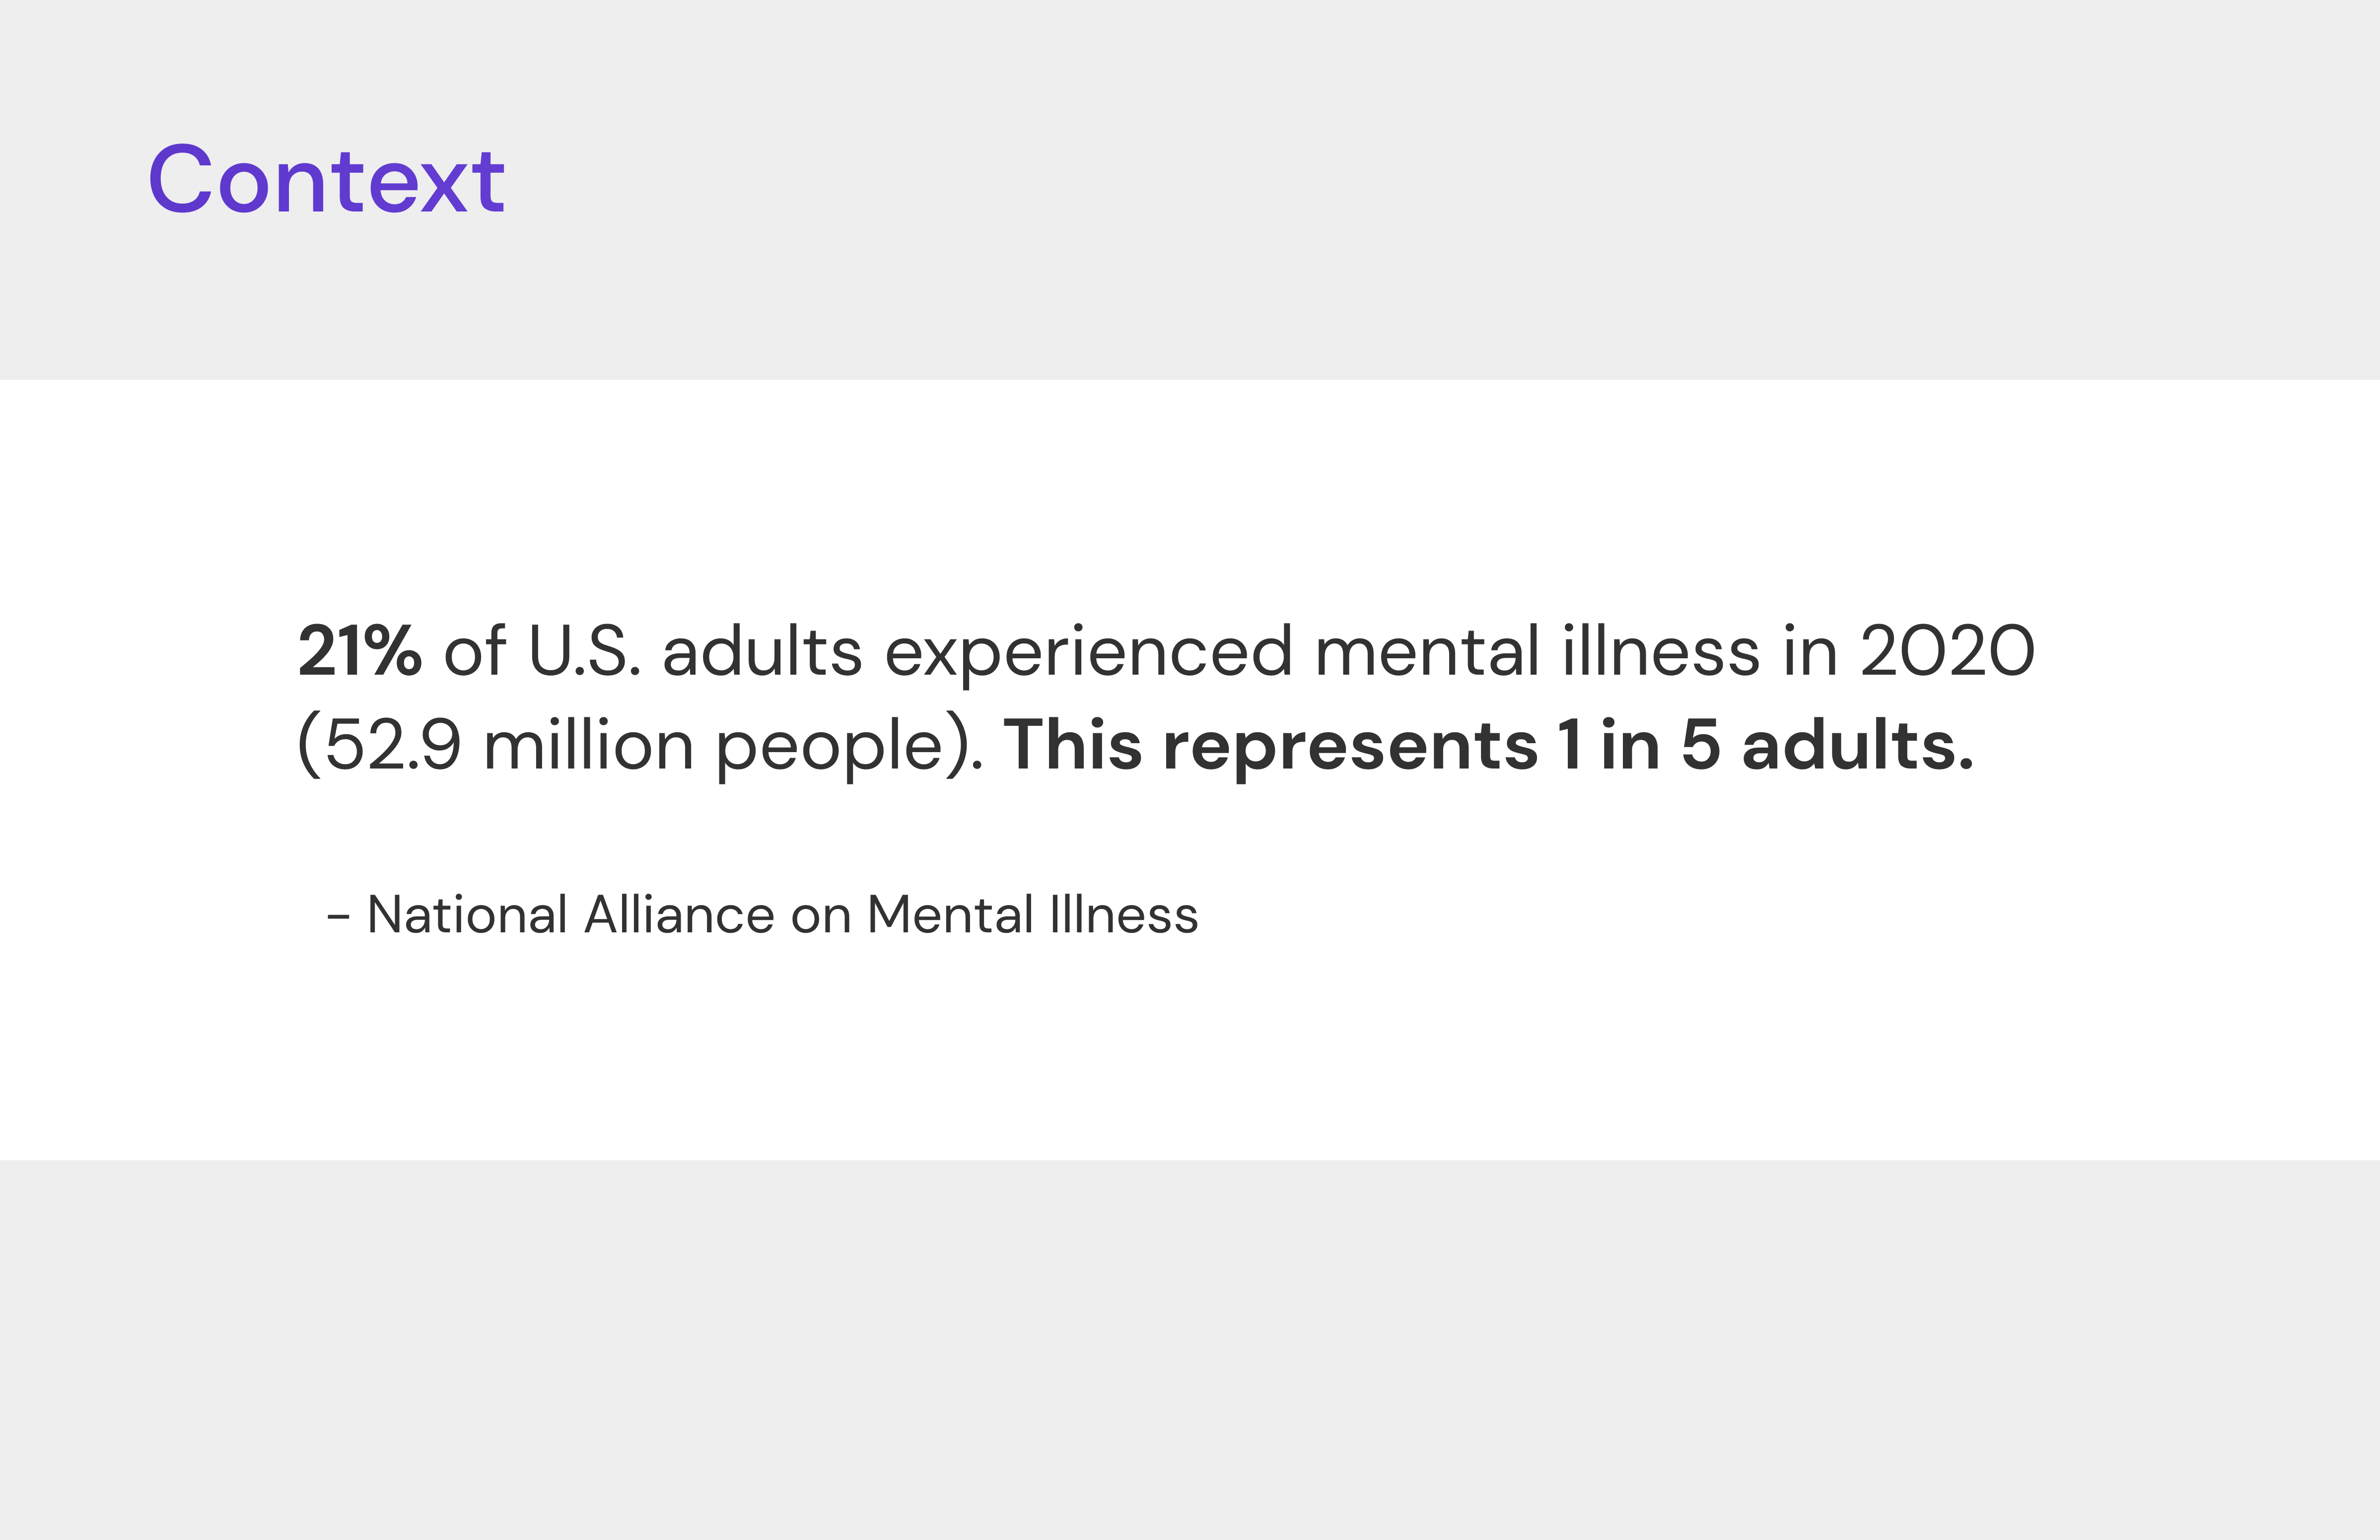 Context
21% of U.S. adults experienced mental illness in 2020
(52.9 million people). This represents 1 in 5 adults.
– National Alliance on Mental Illness